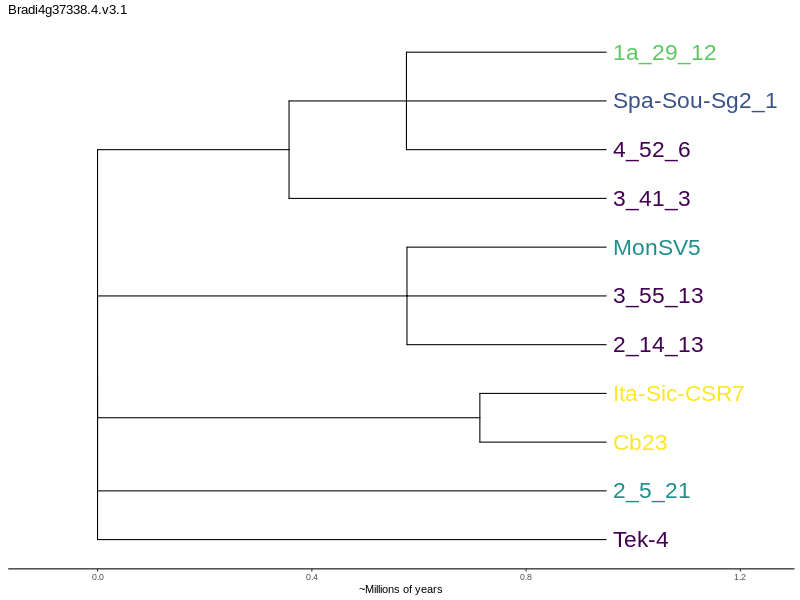 Bradi4g37338.4.v3.1
1a_29_12
Spa-Sou-Sg2_1
4_52_6
3_41_3
MonSV5
3_55_13
2_14_13
Ita-Sic-CSR7
Cb23
2_5_21
Tek-4
0.0 0.4 0.8 1.2
~Millions of years